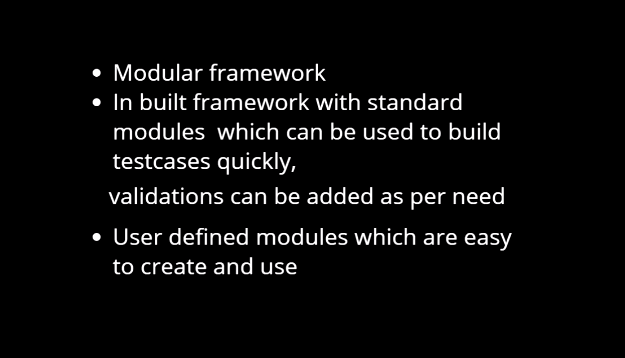 • Modular framework
• In built framework with standard
modules  which can be used to build
testcases quickly,
validations can be added as per need
• User defined modules which are easy
to create and use